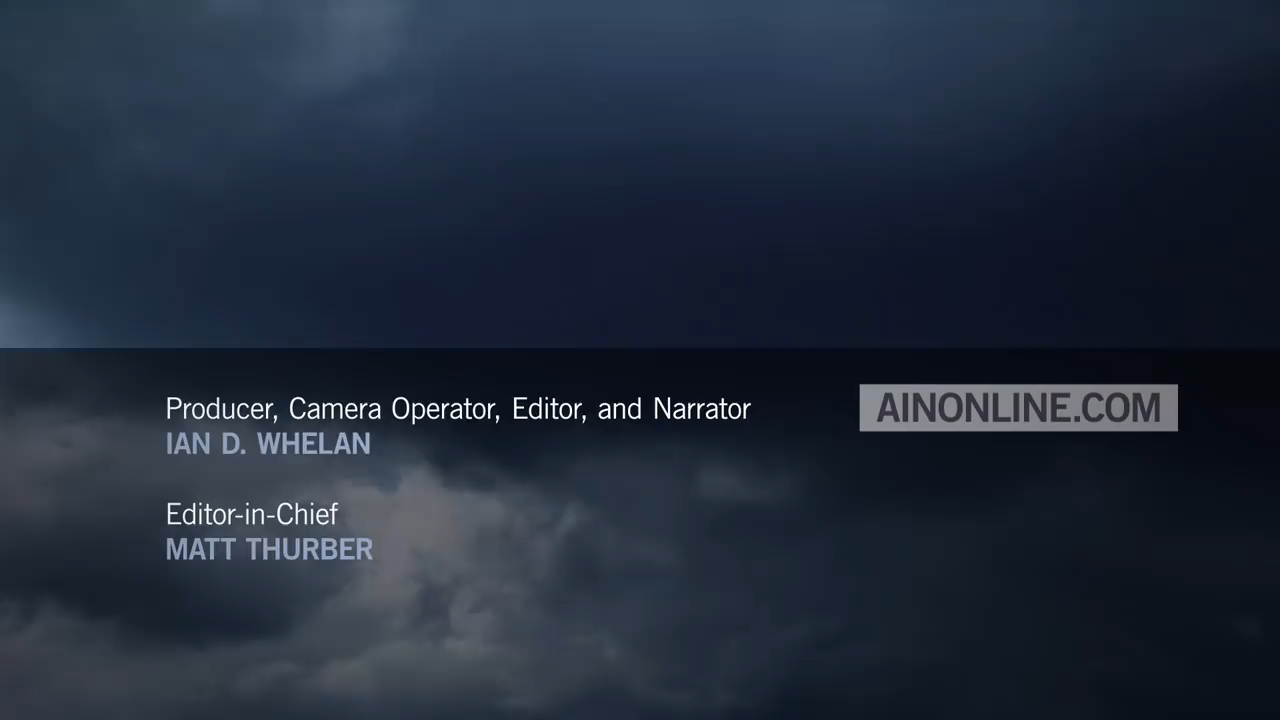 Producer, Camera Operator, Editor, and Narrator
IAN D. WHELAN
Editor-in-Chief
MATT THURBER
AINONLINE.COM